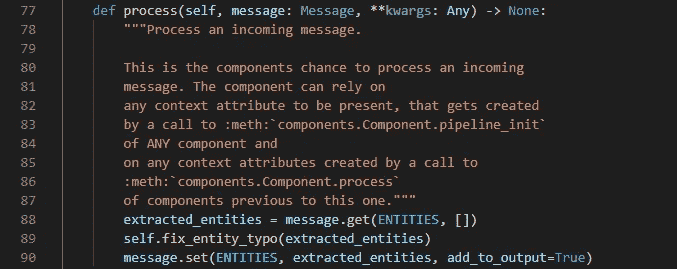 77 def process(self, message: Message, **kwargs: Any) -> None:
78 """Process an incoming message.
79
80 This is the components chance to process an incoming
81 message. The component can rely on
82 any context attribute to be present, that gets created
83 by a call to :meth:`components.Component.pipeline_init`
84 of ANY component and
85 on any context attributes created by a call to
86 :meth:`components.Component.process`
87 of components previous to this one."""
88 extracted_entities = message.get(ENTITIES, [])
89 self.fix_entity_typo(extracted_entities)
90 message.set(ENTITIES, extracted_entities, add_to_output=True)